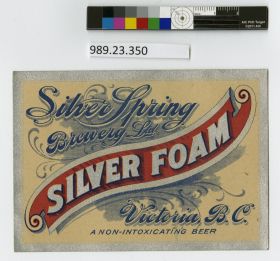 989.23.350
Silver Spring
Brewery Ltd
SILVER FOAM
Victoria, B.C.
A NON-INTOXICATING BEER